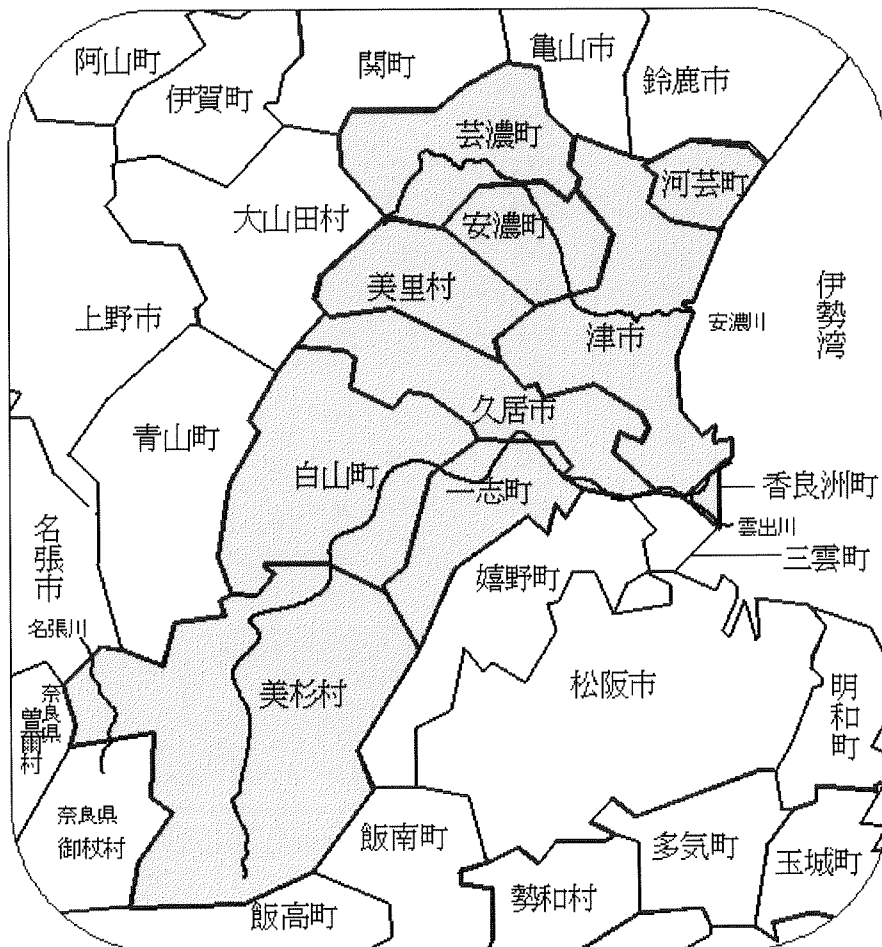 阿山町
伊賀町
関町
亀山市
鈴鹿市
芸濃町
河芸町
大山田村
安濃町
美里村
伊勢湾
上野市
津市
安濃川
久居市
青山町
白山町
一志町
香良洲町
名張市
雲出川
三雲町
嬉野町
名張川
美杉村
松阪市
明和町
奈良県
曽爾村
奈良県
御杖村
飯南町
多気町
玉城町
勢和村
飯高町